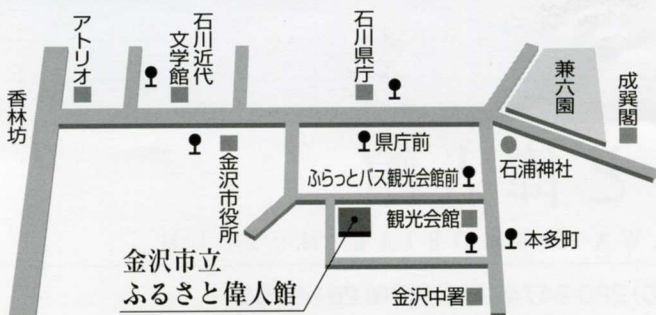 香林坊
アトリオ
石川近代
文学館
石川県庁
兼六園
成巽閣
金沢市役所
県庁前
石浦神社
ふらっとバス観光会館前
観光会館
本多町
金沢市立
ふるさと偉人館
金沢中署